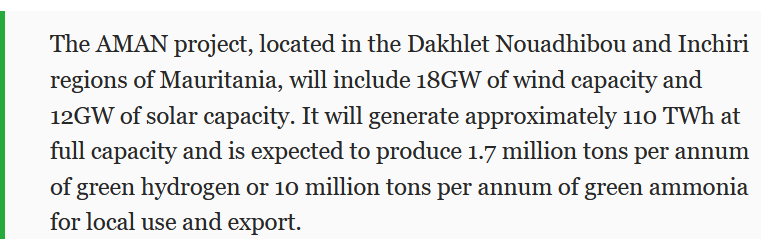 The AMAN project, located in the Dakhlet Nouadhibou and Inchiri
regions of Mauritania, will include 18GW of wind capacity and
12GW of solar capacity. It will generate approximately 110 TWh at
full capacity and is expected to produce 1.7 million tons per annum
of green hydrogen or 10 million tons per annum of green ammonia
for local use and export.